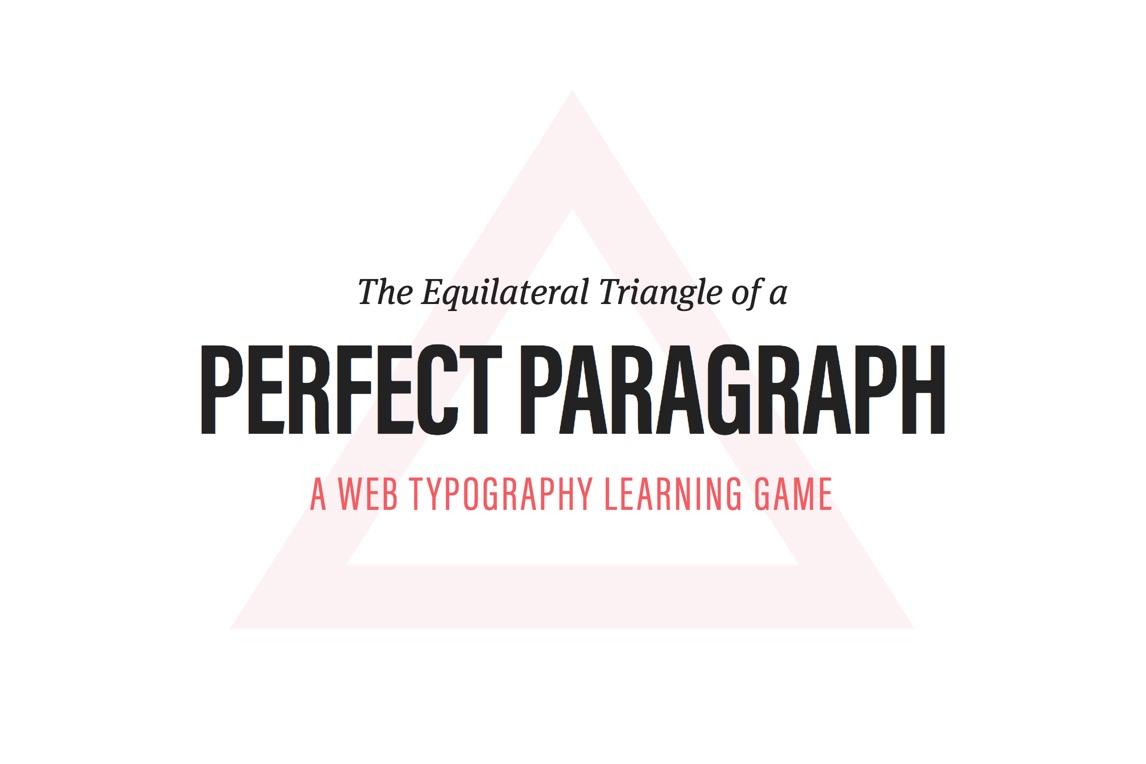 The Equilateral Triangle of a
PERFECT PARAGRAPH
A WEB TYPOGRAPHY LEARNING GAME